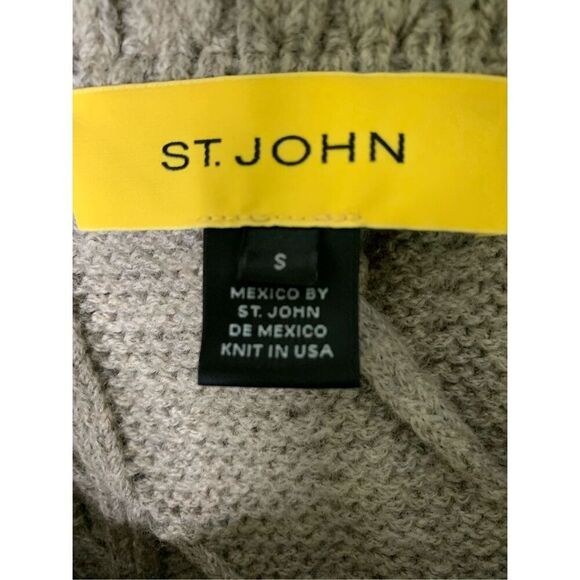 ST. JOHN
S
MEXICO BY
ST. JOHN
DE MEXICO
KNIT IN USA